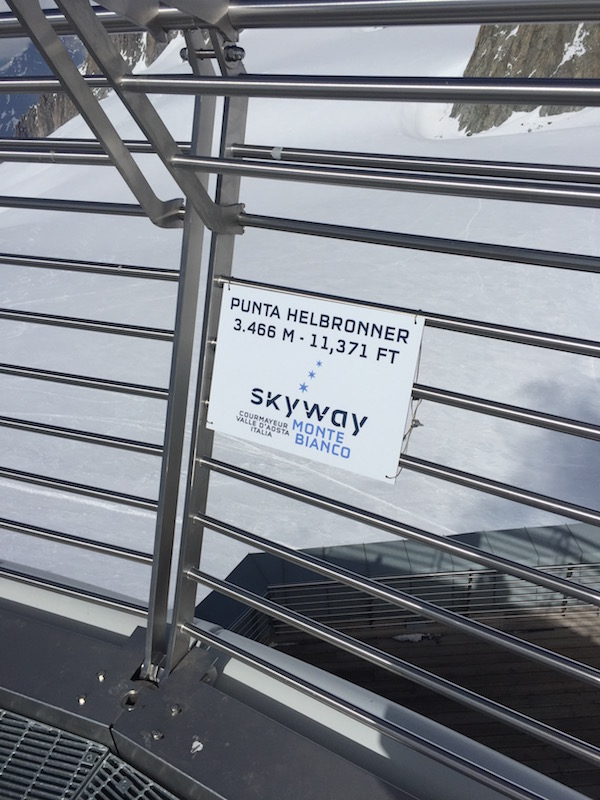 PUNTA HELBRONNER
3.466 M - 11,371 FT
skyway
COURMAYEUR
VALLE D'AOSTA
ITALIA
MONTE
BIANCO